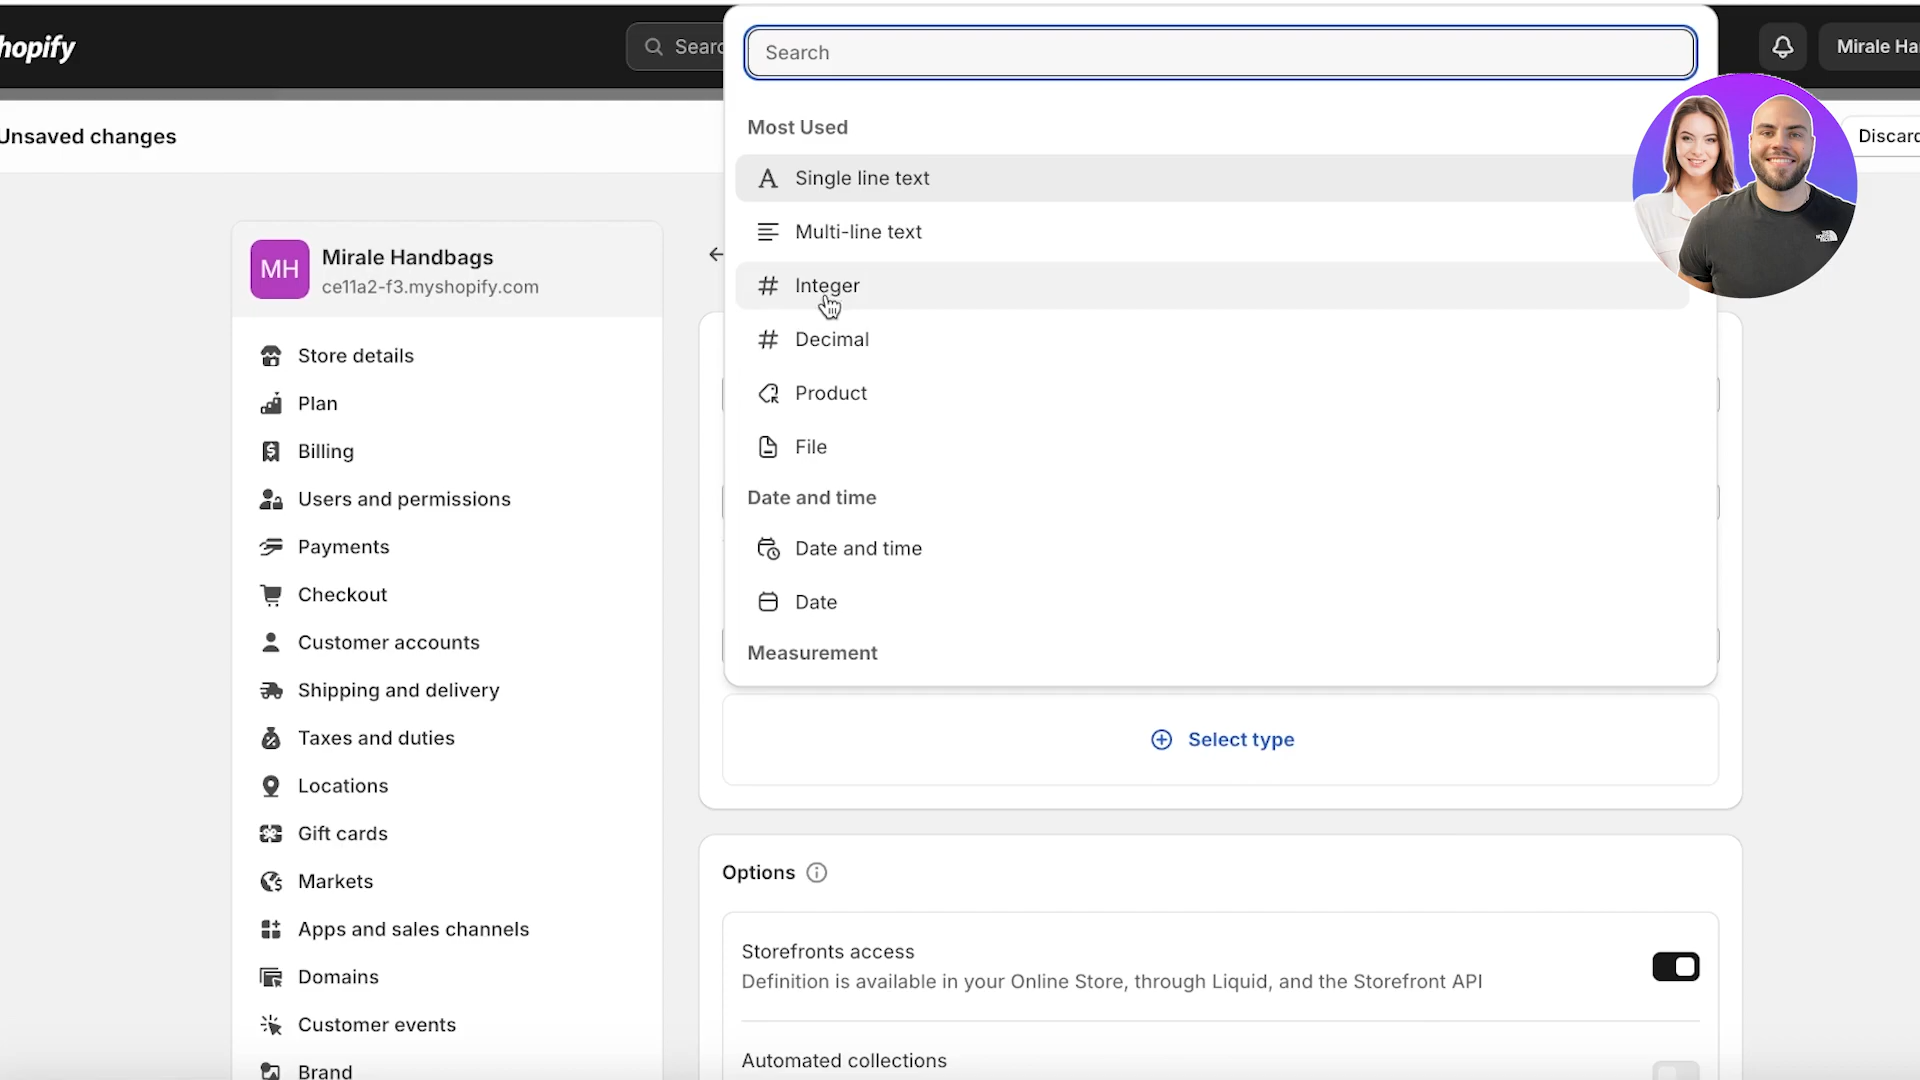 hopify
Searc
Search
Mirale Ha
Unsaved changes
Discard
Most Used
Single line text
Multi-line text
Integer
Decimal
Product
File
Date and time
Date and time
Date
Measurement
Select type
MH
Mirale Handbags
ce11a2-f3.myshopify.com
Store details
Plan
Billing
Users and permissions
Payments
Checkout
Customer accounts
Shipping and delivery
Taxes and duties
Locations
Gift cards
Markets
Apps and sales channels
Domains
Customer events
Brand
Options
Storefronts access
Definition is available in your Online Store, through Liquid, and the Storefront API
Automated collections